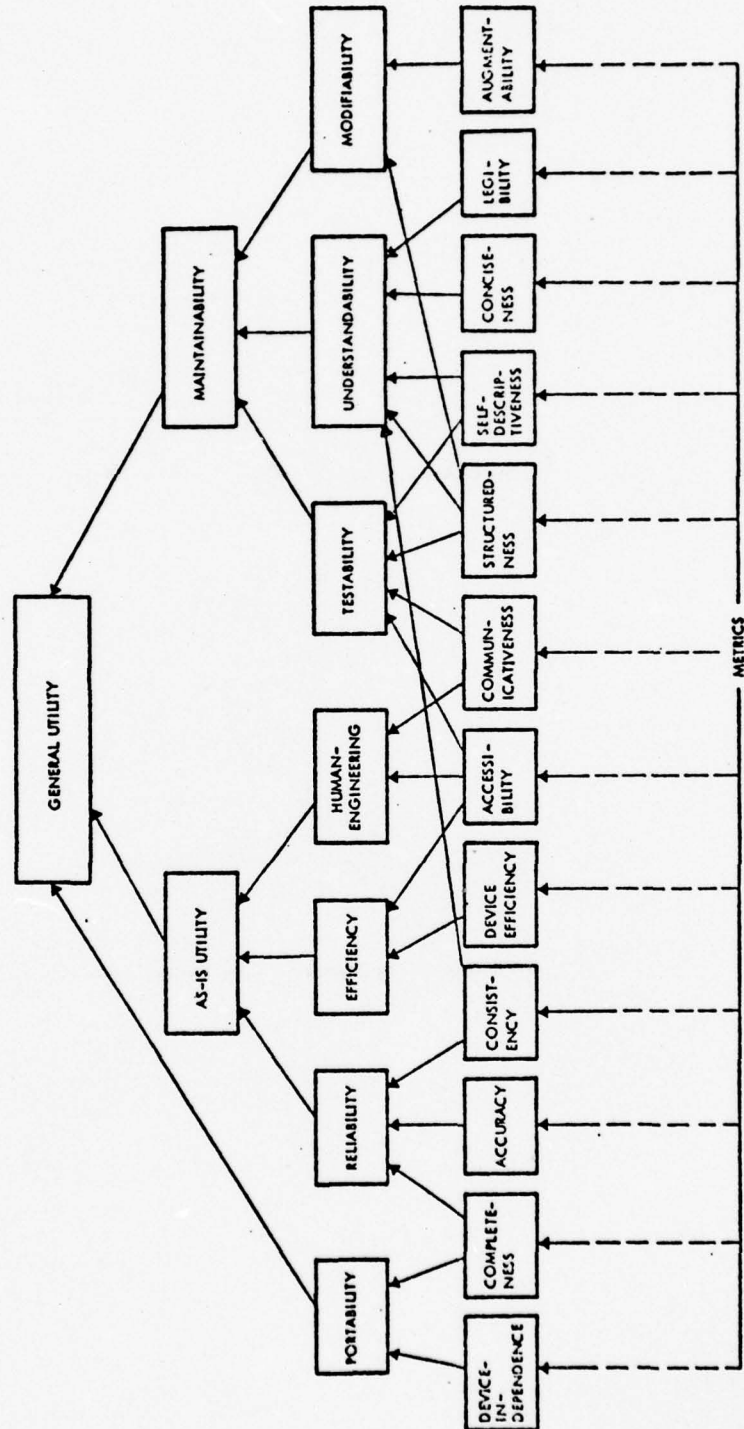 GENERAL UTILITY
AS-IS UTILITY
MAINTAINABILITY
PORTABILITY
RELIABILITY
EFFICIENCY
HUMAN-
ENGINEERING
TESTABILITY
UNDERSTANDABILITY
MODIFIABILITY
DEVICE-
IN-
DEPENDENCE
COMPLETE-
NESS
ACCURACY
CONSIST-
ENCY
DEVICE
EFFICIENCY
ACCESSI-
BILITY
COMMUN-
ICATIVENESS
STRUCTURED-
NESS
SELF-
DESCRIP-
TIVENESS
CONCISE-
NESS
LEGI-
BILITY
AUGMENT-
ABILITY
METRICS